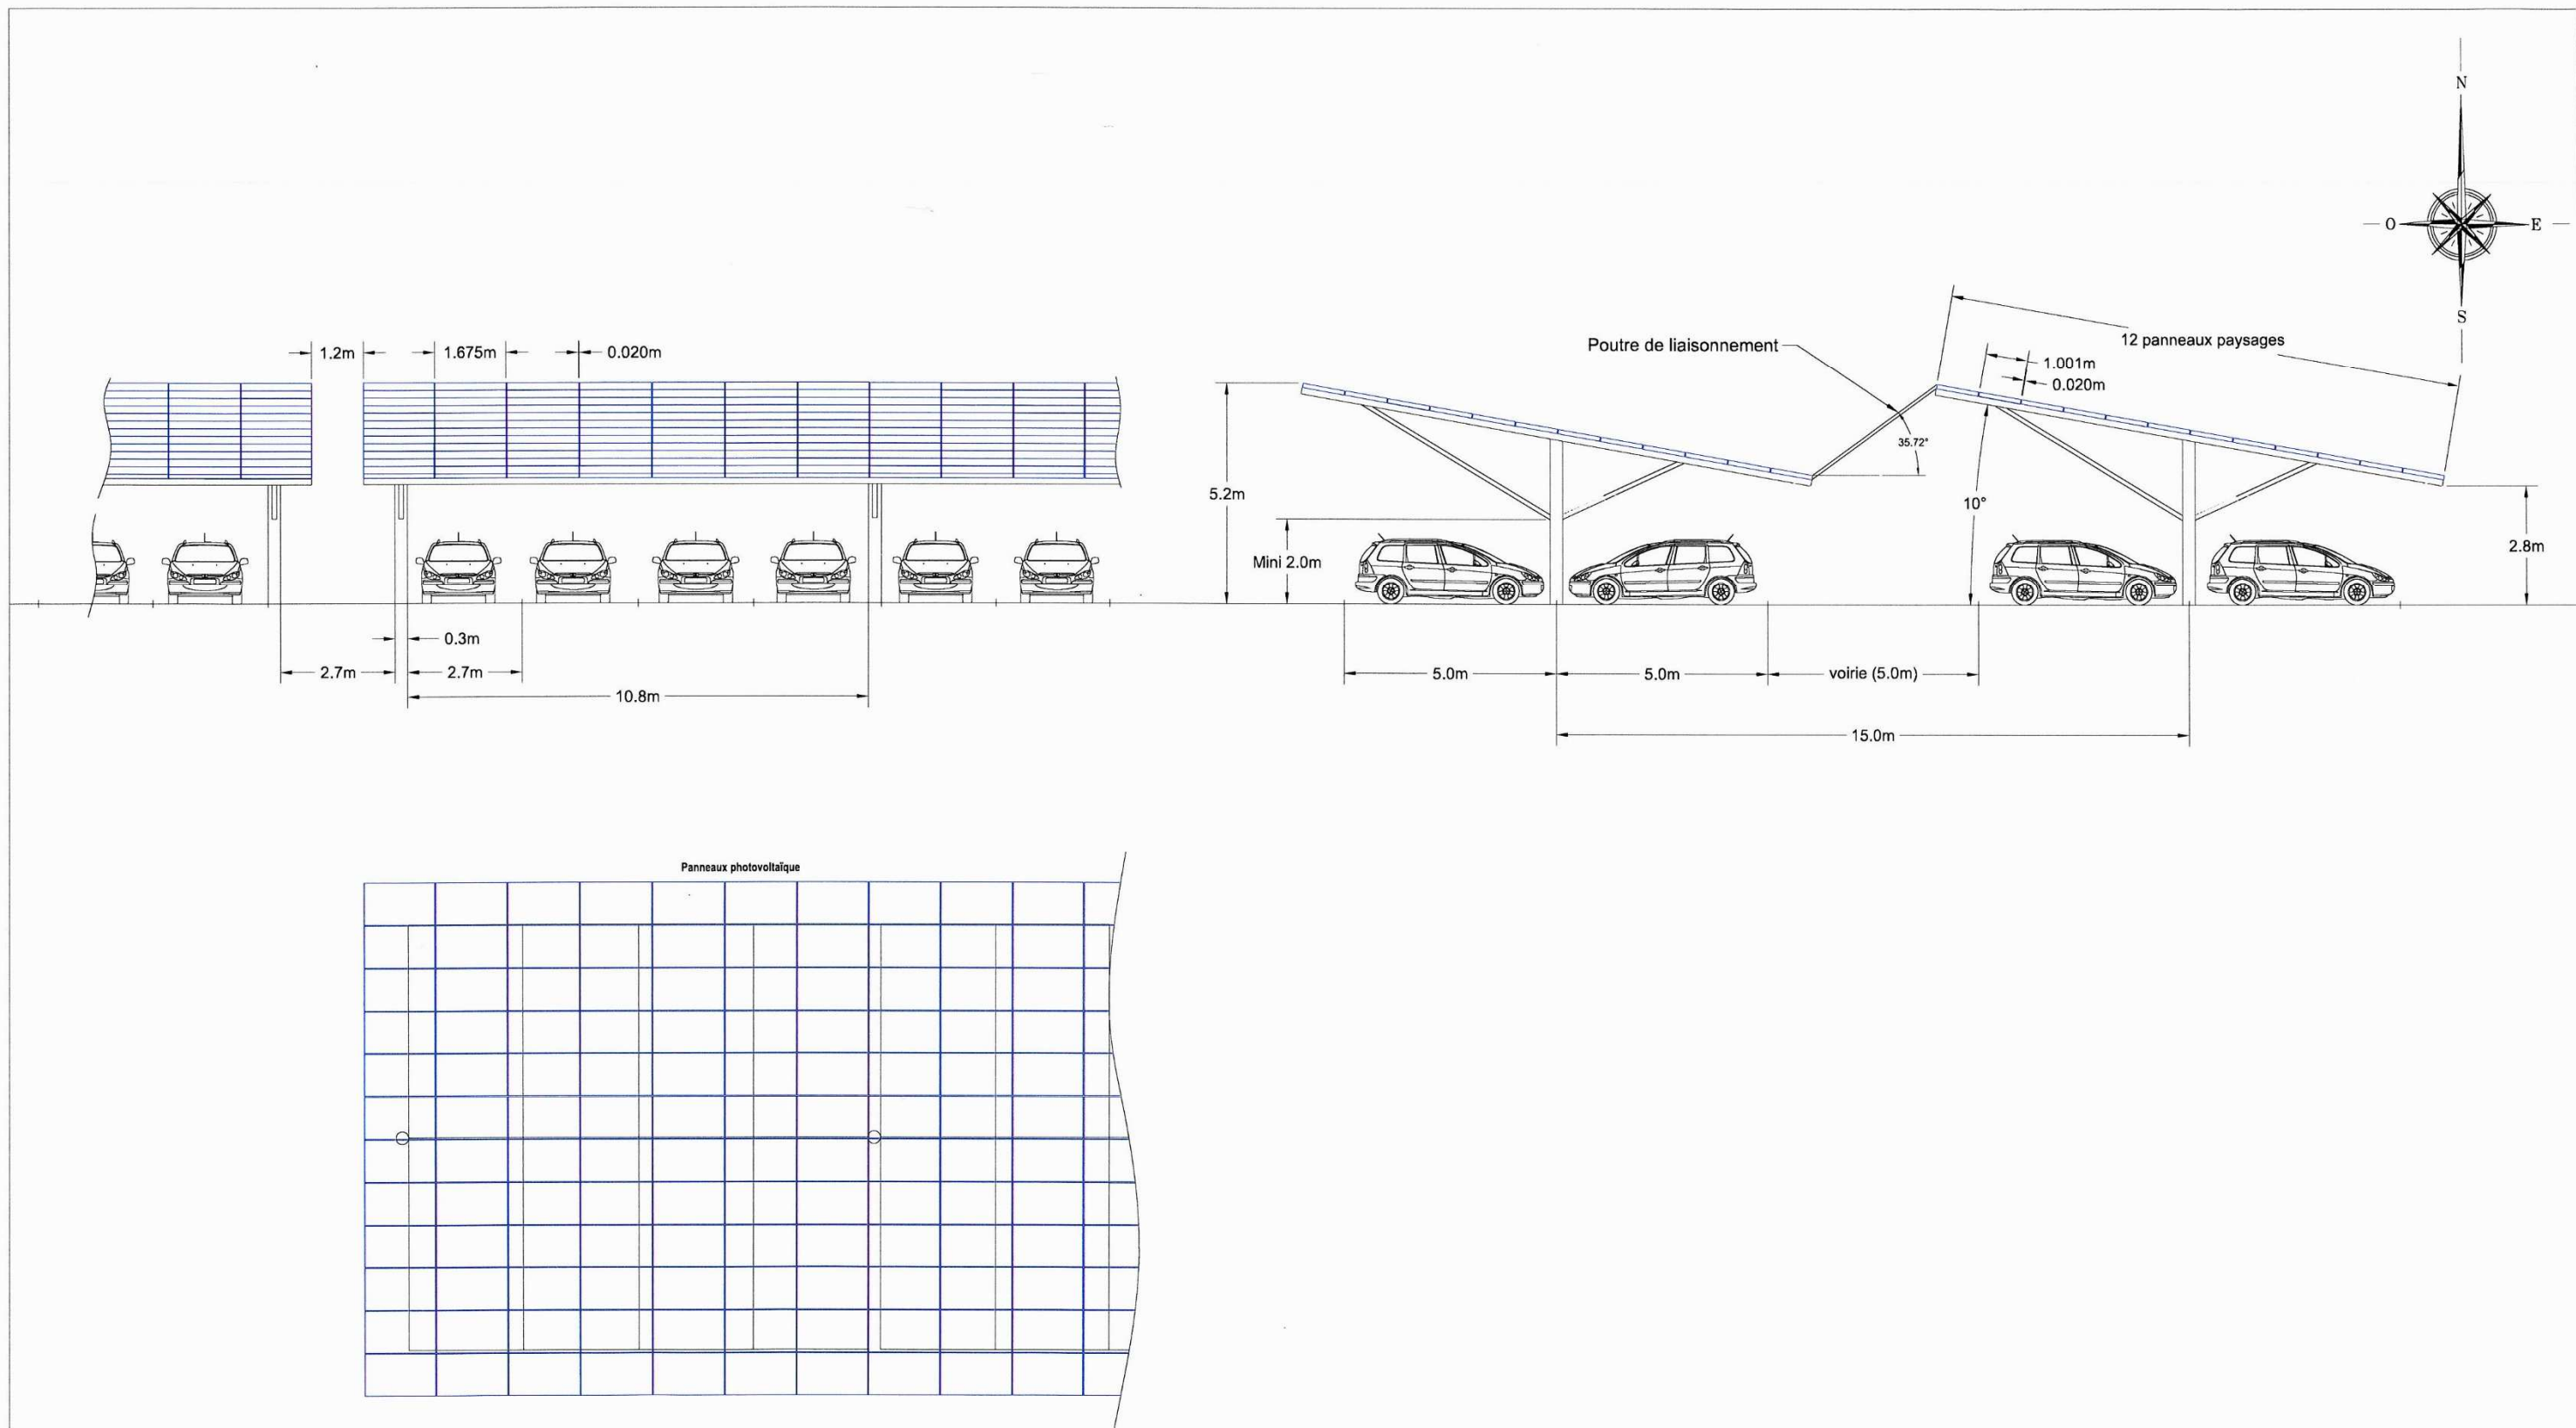 N
O
E
S
12 panneaux paysages
Poutre de liaisonnement
1.2m
1.675m
0.020m
1.001m
0.020m
35.72°
5.2m
10°
Mini 2.0m
2.8m
0.3m
2.7m
2.7m
5.0m
5.0m
voirie (5.0m)
10.8m
15.0m
Panneaux photovoltaïque